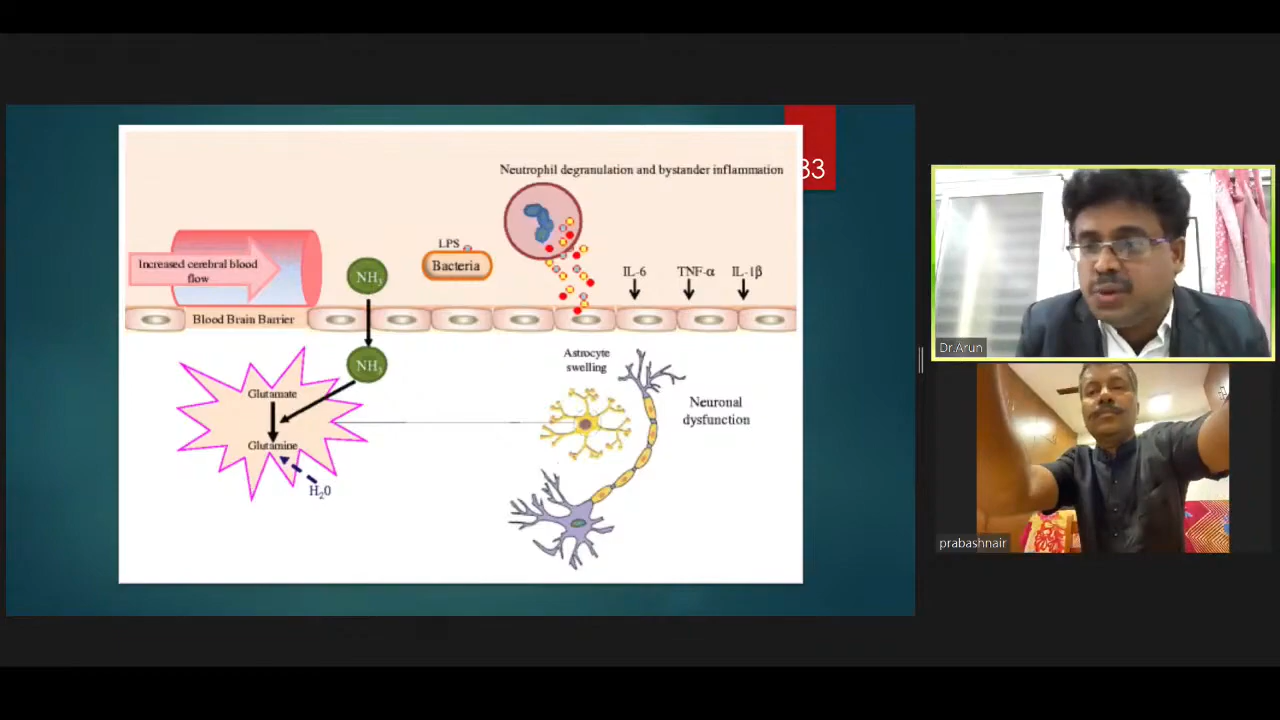 33
Neutrophil degranulation and bystander inflammation
LPS
Bacteria
Increased cerebral blood
flow
NH3
IL-6
TNF-α
IL-1β
Blood Brain Barrier
NH3
Astrocyte
swelling
Glutamate
Neuronal
dysfunction
Glutamine
H20
Dr.Arun
prabashnair